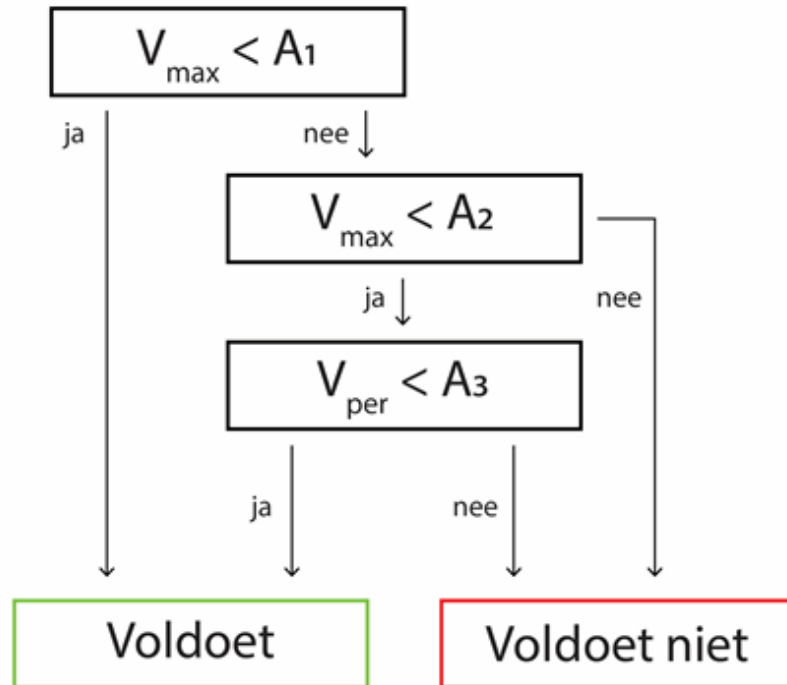 Vmax < A1
ja
nee
Vmax < A2
ja
nee
Vper < A3
ja
nee
Voldoet
Voldoet niet